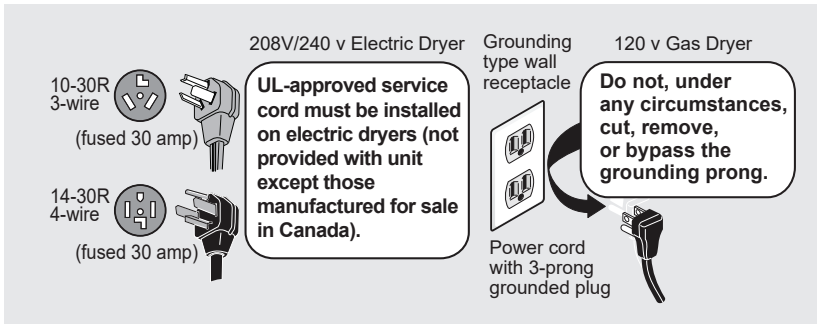 208V/240 v Electric Dryer
10-30R
3-wire
(fused 30 amp)
14-30R
4-wire
(fused 30 amp)
UL-approved service
cord must be installed
on electric dryers (not
provided with unit
except those
manufactured for sale
in Canada).
Grounding
type wall
receptacle
Power cord
with 3-prong
grounded plug
120 v Gas Dryer
Do not, under
any circumstances,
cut, remove,
or bypass the
grounding prong.